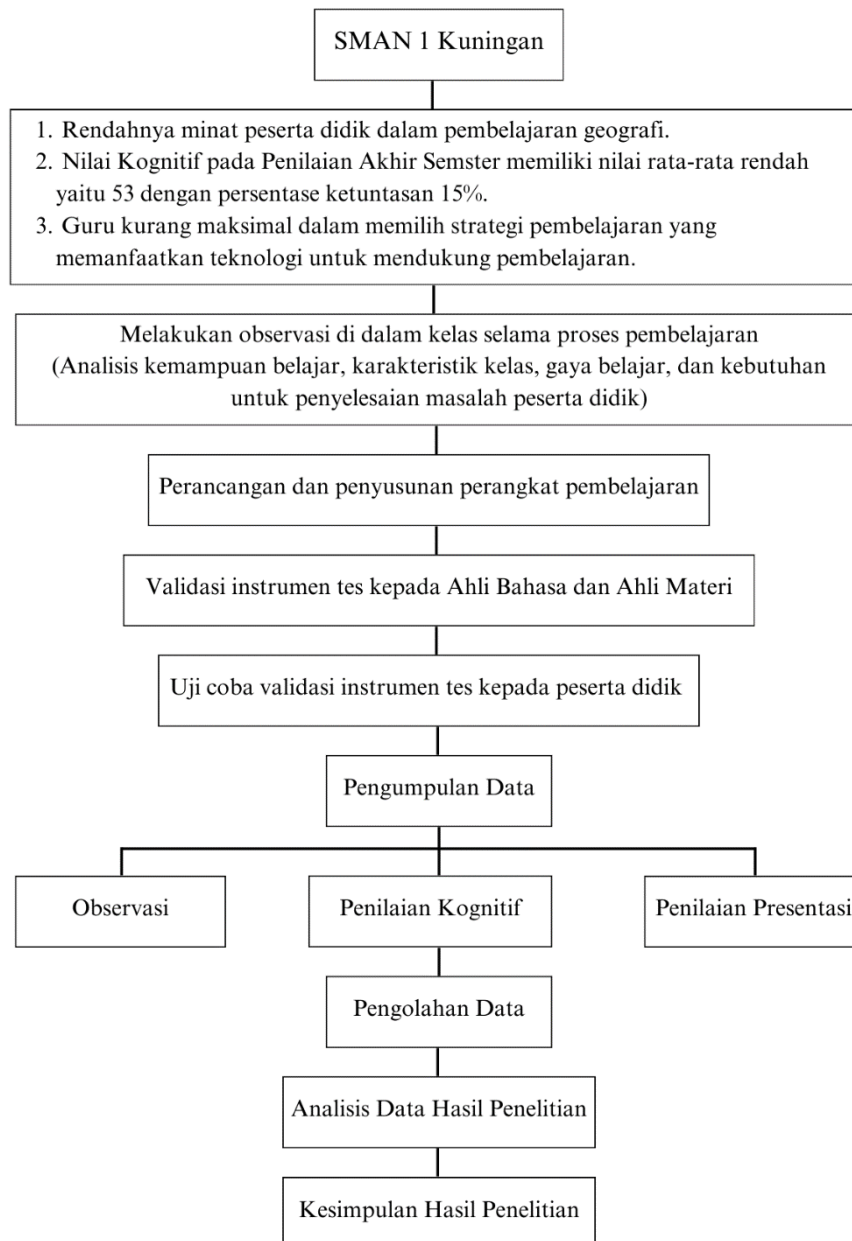 SMAN 1 Kuningan
1. Rendahnya minat peserta didik dalam pembelajaran geografi.
2. Nilai Kognitif pada Penilaian Akhir Semster memiliki nilai rata-rata rendah
yaitu 53 dengan persentase ketuntasan 15%.
3. Guru kurang maksimal dalam memilih strategi pembelajaran yang
memanfaatkan teknologi untuk mendukung pembelajaran.
Melakukan observasi di dalam kelas selama proses pembelajaran
(Analisis kemampuan belajar, karakteristik kelas, gaya belajar, dan kebutuhan
untuk penyelesaian masalah peserta didik)
Perancangan dan penyusunan perangkat pembelajaran
Validasi instrumen tes kepada Ahli Bahasa dan Ahli Materi
Uji coba validasi instrumen tes kepada peserta didik
Pengumpulan Data
Observasi
Penilaian Kognitif
Penilaian Presentasi
Pengolahan Data
Analisis Data Hasil Penelitian
Kesimpulan Hasil Penelitian